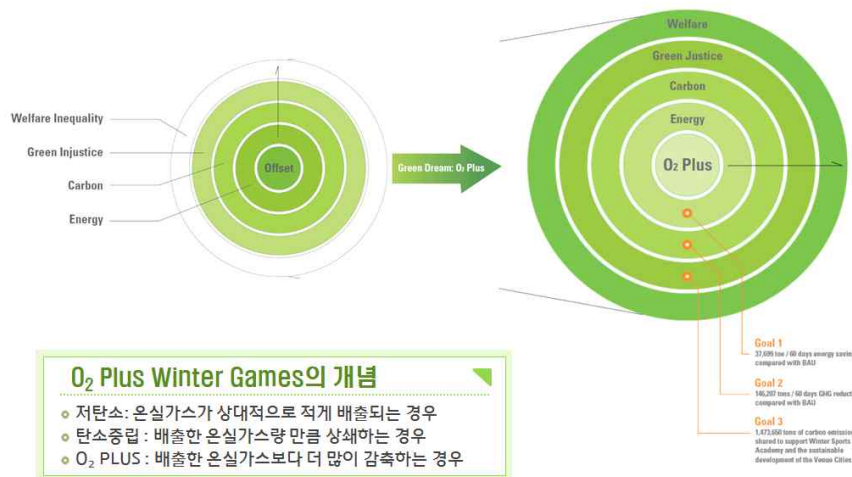 Welfare Inequality
Green Injustice
Carbon
Energy
Offset
Green Dream: O₂ Plus
Welfare
Green Justice
Carbon
Energy
O₂ Plus
Goal 1
37,699 toe / 60 days energy savin
compared with BAU
Goal 2
146,207 tons / 60 days GHG reduct
compared with BAU
Goal 3
1,473,650 tons of carbon emission
shared to support Winter Sports
Academy and the sustainable
development of the Venue Cities
O₂ Plus Winter Games의 개념
저탄소: 온실가스가 상대적으로 적게 배출되는 경우
탄소중립 : 배출한 온실가스량 만큼 상쇄하는 경우
O₂ PLUS : 배출한 온실가스보다 더 많이 감축하는 경우